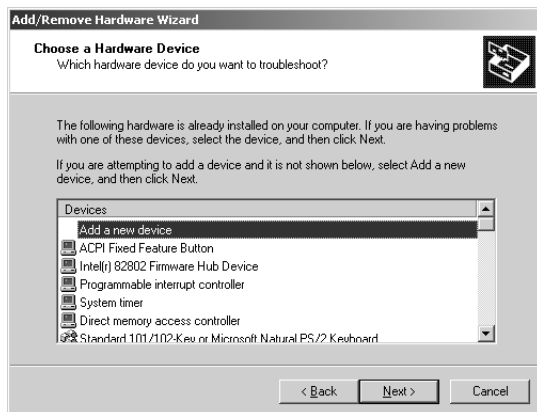 Add/Remove Hardware Wizard
Choose a Hardware Device
Which hardware device do you want to troubleshoot?
The following hardware is already installed on your computer. If you are having problems
with one of these devices, select the device, and then click Next.
If you are attempting to add a device and it is not shown below, select Add a new
device, and then click Next.
Devices
Add a new device
ACPI Fixed Feature Button
Intel(r) 82802 Firmware Hub Device
Programmable interrupt controller
System timer
Direct memory access controller
Standard 101/102-Key or Microsoft Natural PS/2 Keyboard
< Back Next > Cancel